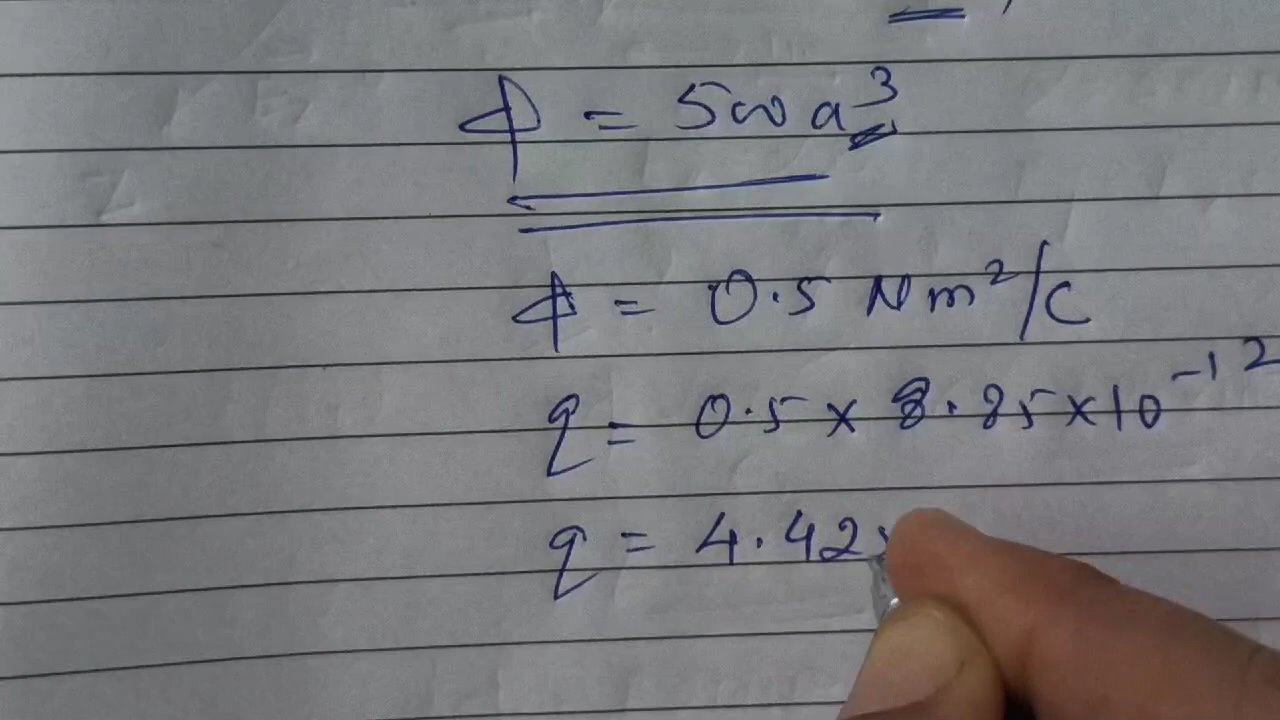 ϕ = 500 a³
ϕ = 0.5 Nm²/C
q = 0.5 × 8.85 × 10⁻¹²
q = 4.42